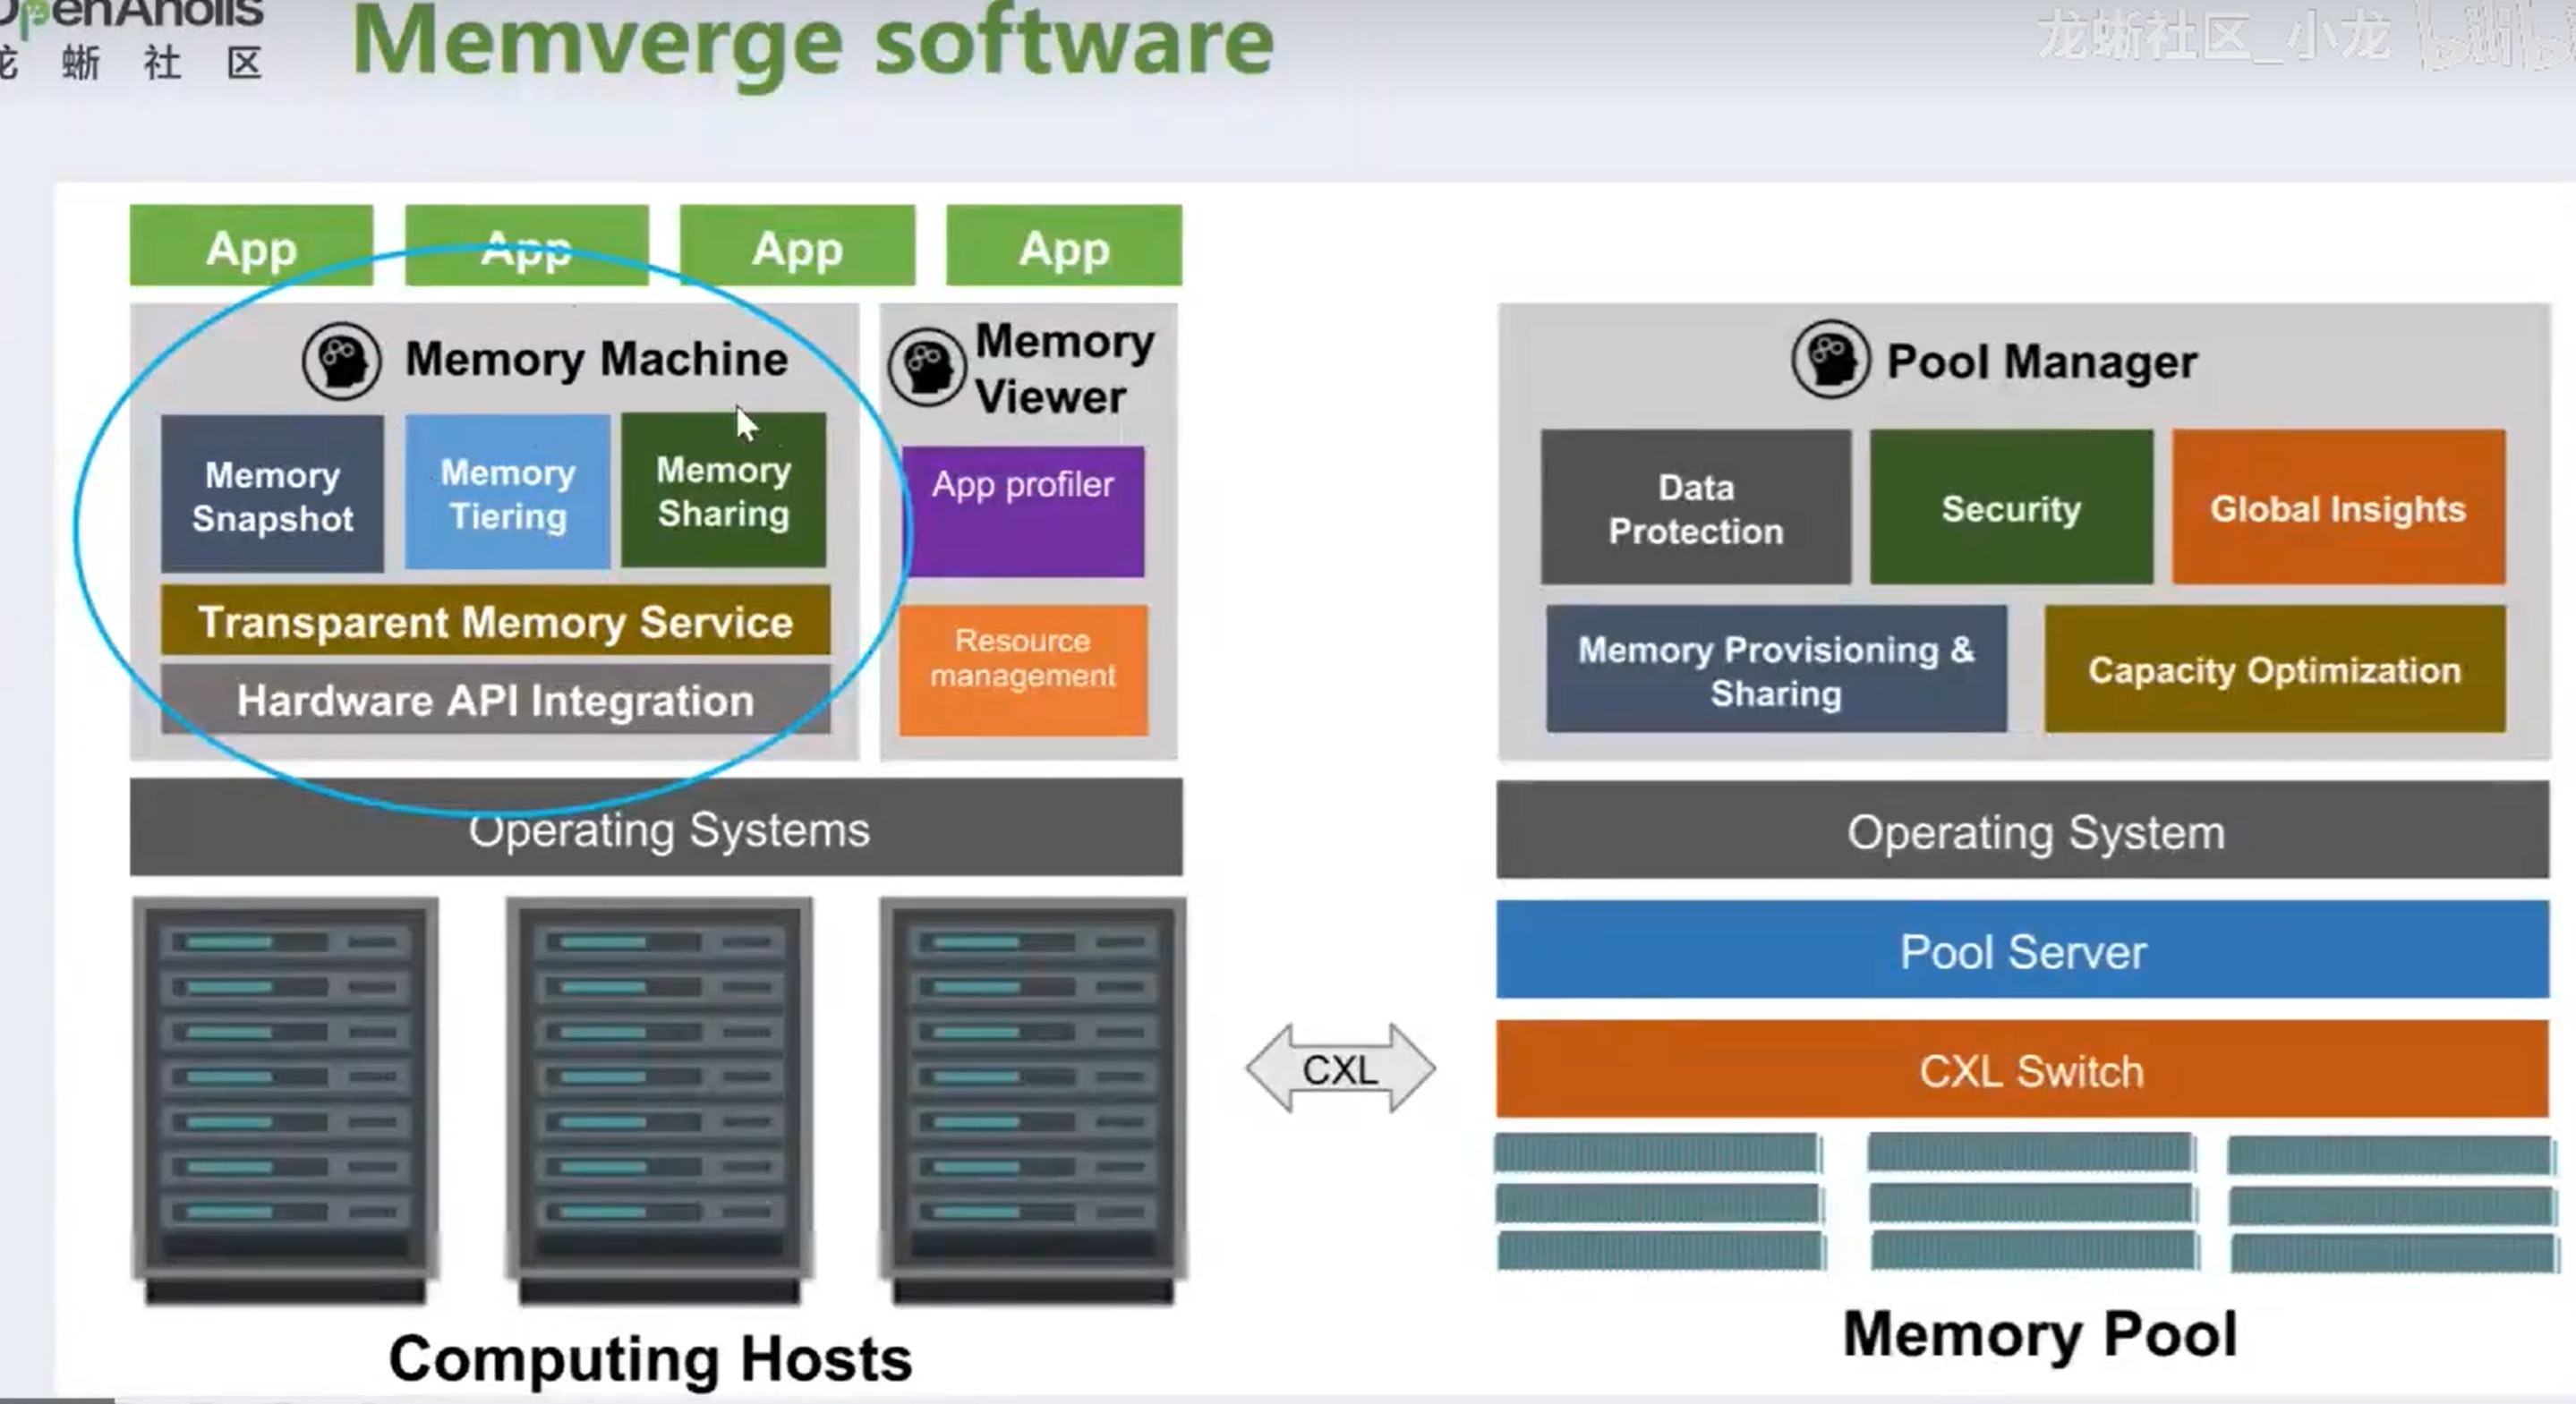 OpenAnolis
龙 蜥 社 区
Memverge software
龙蜥社区_小龙
App
App
App
App
Memory Machine
Memory
Snapshot
Memory
Tiering
Memory
Sharing
Transparent Memory Service
Hardware API Integration
Memory
Viewer
App profiler
Resource
management
Operating Systems
Computing Hosts
CXL
Pool Manager
Data
Protection
Security
Global Insights
Memory Provisioning &
Sharing
Capacity Optimization
Operating System
Pool Server
CXL Switch
Memory Pool